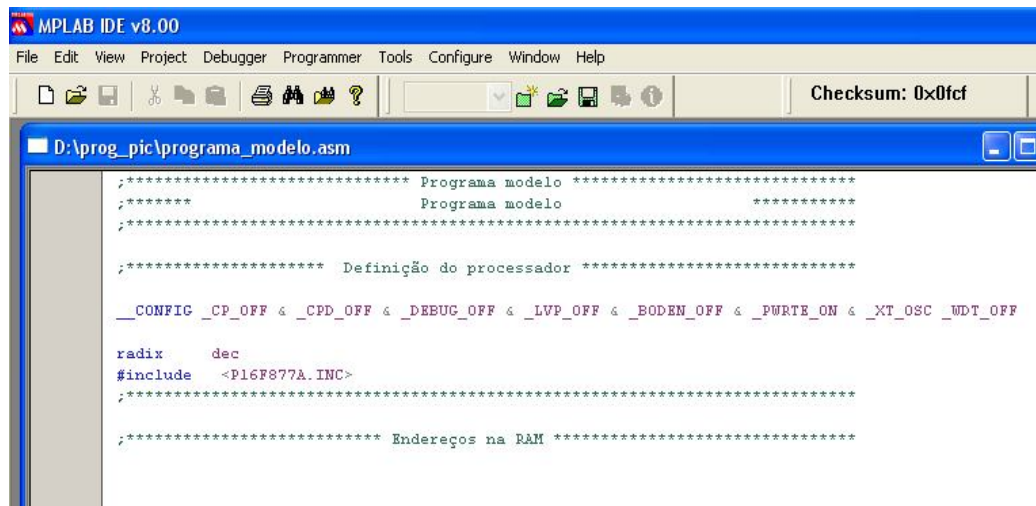 MPLAB IDE v8.00
File Edit View Project Debugger Programmer Tools Configure Window Help
Checksum: 0x0fcf
D:\prog_pic\programa_modelo.asm
;****************************** Programa modelo ******************************
;******* Programa modelo ***********
;*****************************************************************************
;********************* Definição do processador *****************************
__CONFIG _CP_OFF & _CPD_OFF & _DEBUG_OFF & _LVP_OFF & _BODEN_OFF & _PWRTE_ON & _XT_OSC _WDT_OFF
radix dec
#include <P16F877A.INC>
;*****************************************************************************
;*************************** Endereços na RAM ********************************